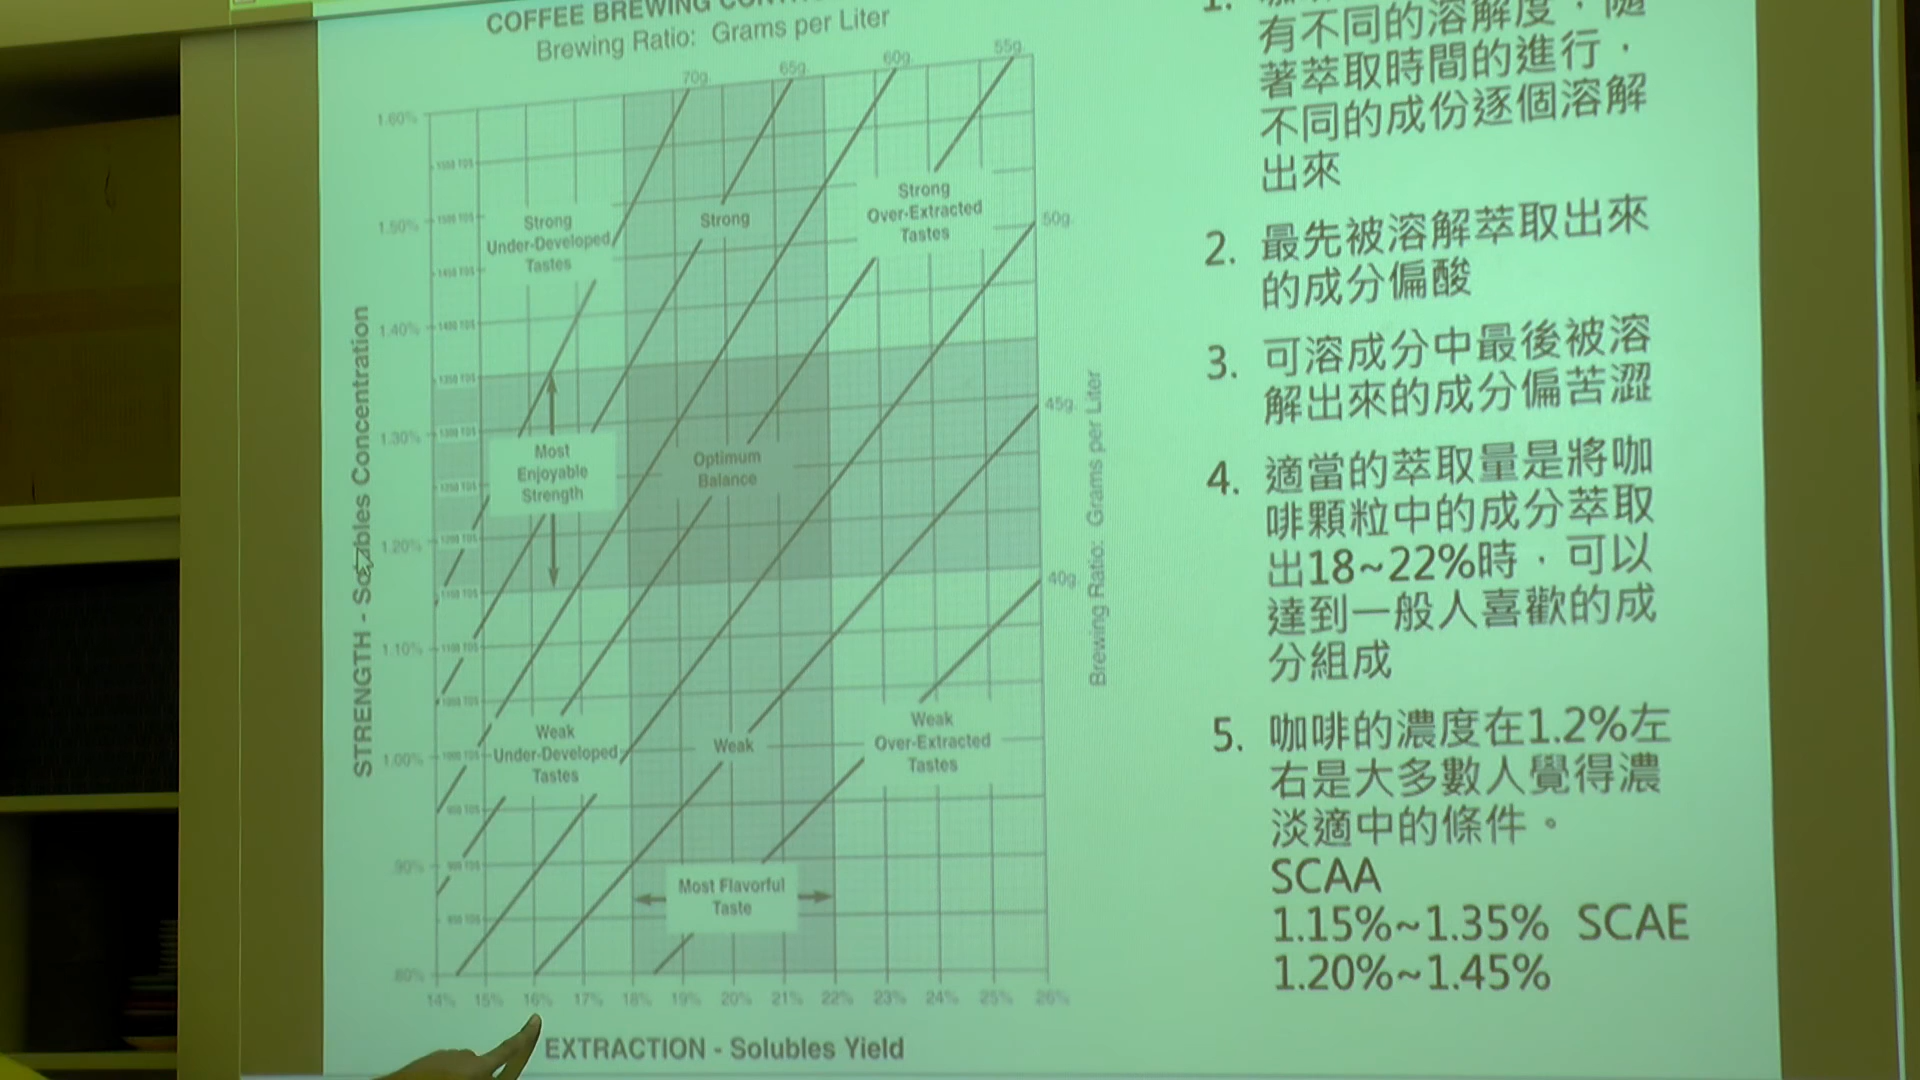 COFFEE BREWING
Brewing Ratio: Grams per Liter
70g.
65g.
60g.
55g.
50g.
45g.
40g.
Brewing Ratio: Grams per Liter
STRENGTH - Solubles Concentration
1.60%
1.50%
1.40%
1.30%
1.20%
1.10%
1.00%
.90%
.80%
Strong
Under-Developed
Tastes
Strong
Strong
Over-Extracted
Tastes
Most
Enjoyable
Strength
Optimum
Balance
Weak
Under-Developed
Tastes
Weak
Weak
Over-Extracted
Tastes
Most Flavorful
Taste
14% 15% 16% 17% 18% 19% 20% 21% 22% 23% 24% 25% 26%
EXTRACTION - Solubles Yield
1.
有不同的溶解度,隨
著萃取時間的進行,
不同的成份逐個溶解
出來
2. 最先被溶解萃取出來
的成分偏酸
3. 可溶成分中最後被溶
解出來的成分偏苦澀
4. 適當的萃取量是將咖
啡顆粒中的成分萃取
出18~22%時,可以
達到一般人喜歡的成
分組成
5. 咖啡的濃度在1.2%左
右是大多數人覺得濃
淡適中的條件。
SCAA
1.15%~1.35% SCAE
1.20%~1.45%